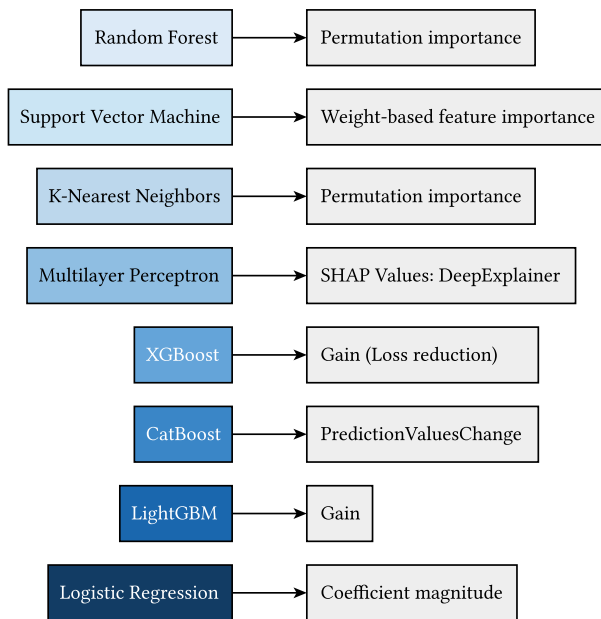 Random Forest
Permutation importance
Support Vector Machine
Weight-based feature importance
K-Nearest Neighbors
Permutation importance
Multilayer Perceptron
SHAP Values: DeepExplainer
XGBoost
Gain (Loss reduction)
CatBoost
PredictionValuesChange
LightGBM
Gain
Logistic Regression
Coefficient magnitude